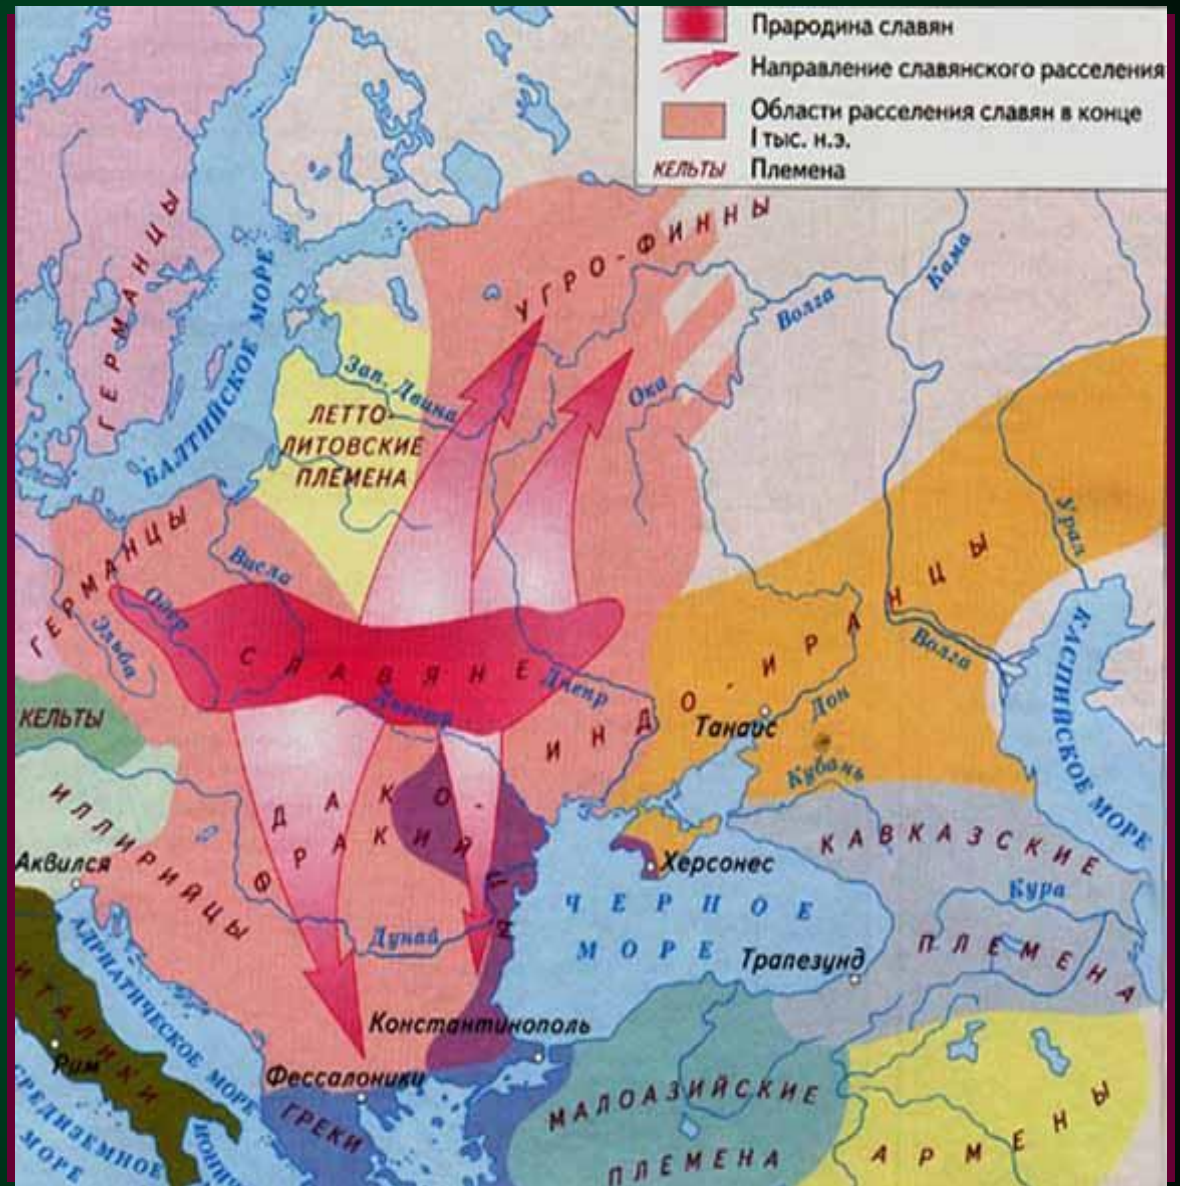 Прародина славян
Направление славянского расселения
Области расселения славян в конце
I тыс. н.э.
КЕЛЬТЫ Племена
УГРО-ФИННЫ
Кама
Волга
ГЕРМАНЦЫ
БАЛТИЙСКОЕ МОРЕ
Зап. Двина
Ока
ЛЕТТО-
ЛИТОВСКИЕ
ПЛЕМЕНА
Урал
ГЕРМАНЦЫ
Висла
Одер
Эльба
СЛАВЯНЕ
Днепр
Днестр
ИНДО-ИРАНЦЫ
Волга
Дон
Танаис
Кубань
КАСПИЙСКОЕ МОРЕ
КЕЛЬТЫ
ИЛЛИРИЙЦЫ
ДАКО-
ФРАКИЙЦЫ
КАВКАЗСКИЕ
ПЛЕМЕНА
Кура
Аквилея
Херсонес
ЧЕРНОЕ
МОРЕ
Дунай
Трапезунд
АДРИАТИЧЕСКОЕ МОРЕ
ИТАЛИКИ
Рим
Константинополь
Фессалоники
ГРЕКИ
МАЛОАЗИЙСКИЕ
ПЛЕМЕНА
АРМЕНЫ
СРЕДИЗЕМНОЕ
МОРЕ